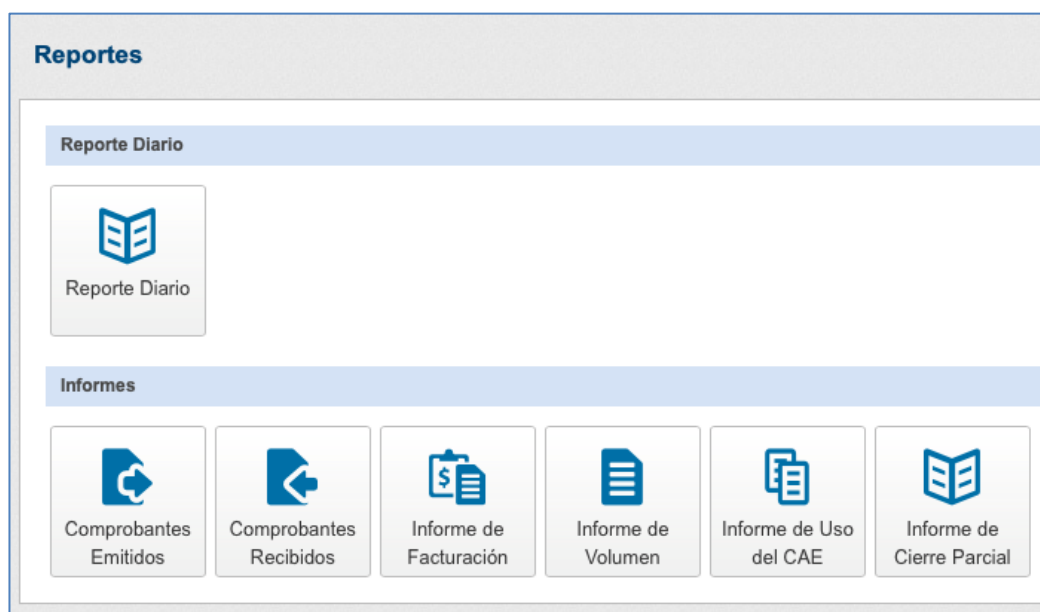 Reportes
Reporte Diario
Reporte Diario
Informes
Comprobantes
Emitidos
Comprobantes
Recibidos
$
Informe de
Facturación
Informe de
Volumen
Informe de Uso
del CAE
Informe de
Cierre Parcial